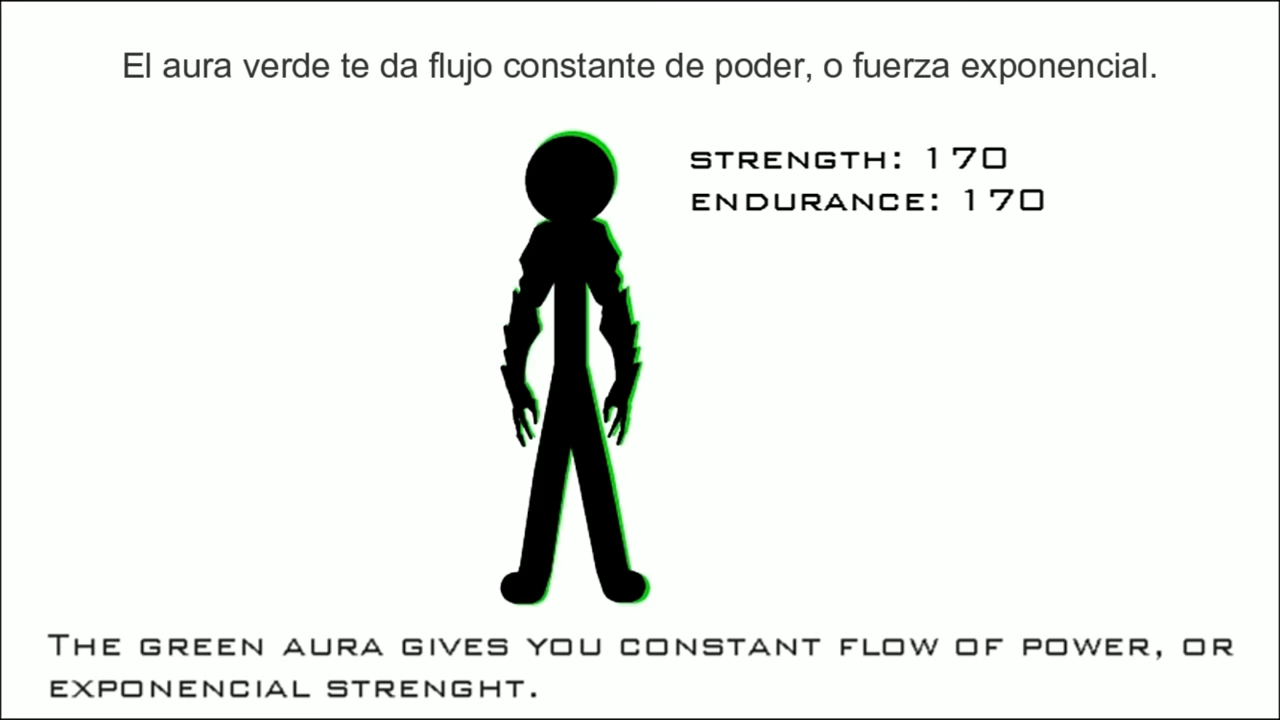 El aura verde te da flujo constante de poder, o fuerza exponencial.
STRENGTH: 170
ENDURANCE: 170
THE GREEN AURA GIVES YOU CONSTANT FLOW OF POWER, OR
EXPONENCIAL STRENGHT.